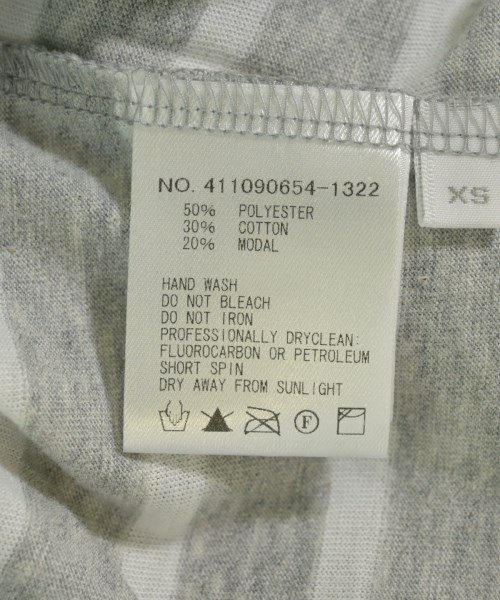 NO. 411090654-1322
50% POLYESTER
30% COTTON
20% MODAL
HAND WASH
DO NOT BLEACH
DO NOT IRON
PROFESSIONALLY DRYCLEAN:
FLUOROCARBON OR PETROLEUM
SHORT SPIN
DRY AWAY FROM SUNLIGHT
F
XS